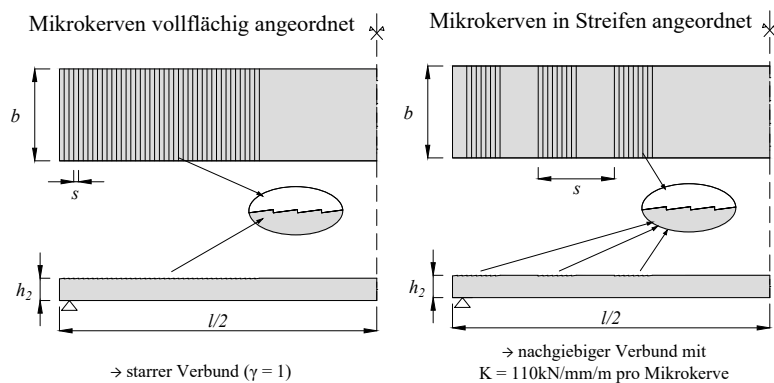 Mikrokerven vollflächig angeordnet
b
s
h2
l/2
→ starrer Verbund (γ = 1)
Mikrokerven in Streifen angeordnet
b
s
h2
l/2
→ nachgiebiger Verbund mit
K = 110kN/mm/m pro Mikrokerve